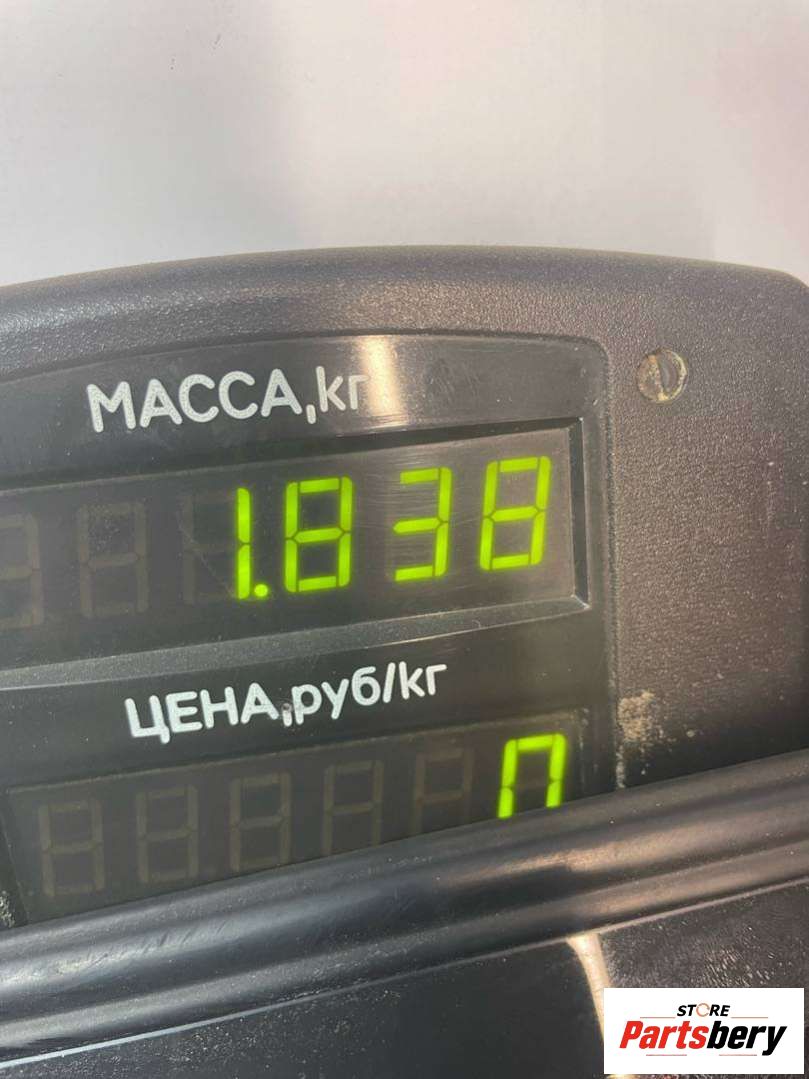 МАССА,кг
1.838
ЦЕНА,руб/кг
0
STORE
Partsbery